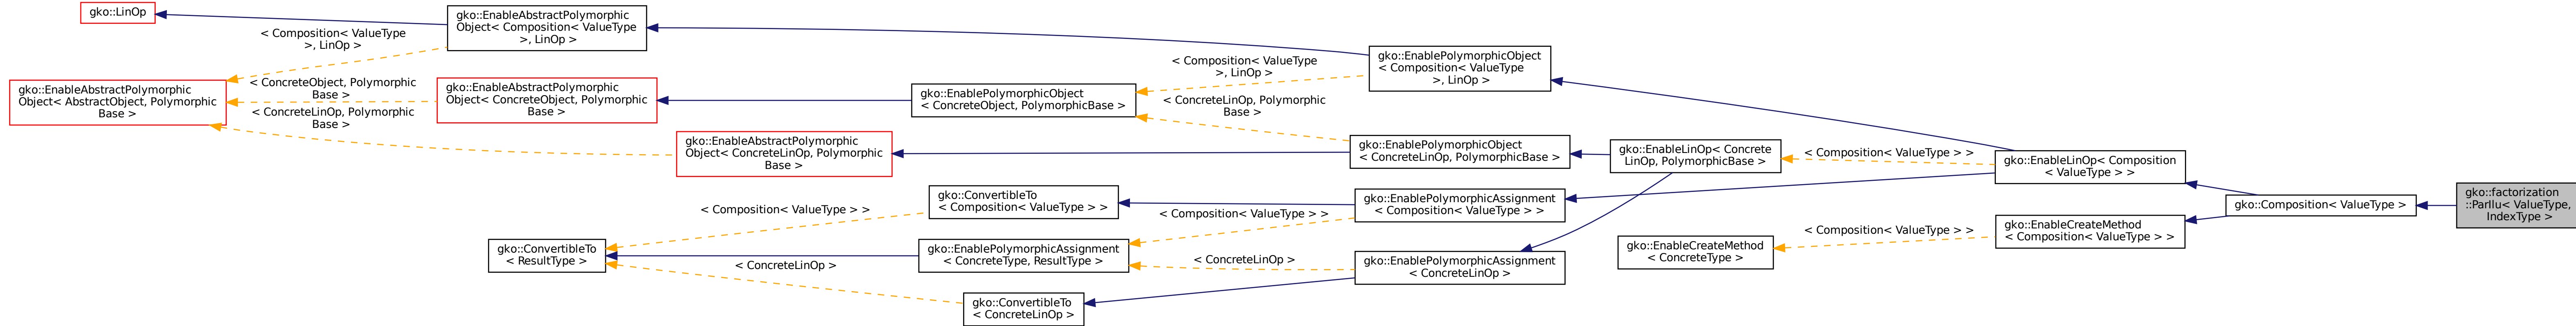 gko::LinOp
gko::EnableAbstractPolymorphic
Object< AbstractObject, Polymorphic
Base >
< Composition< ValueType
>, LinOp >
< ConcreteObject, Polymorphic
Base >
< ConcreteLinOp, Polymorphic
Base >
gko::EnableAbstractPolymorphic
Object< Composition< ValueType
>, LinOp >
gko::EnableAbstractPolymorphic
Object< ConcreteObject, Polymorphic
Base >
gko::EnableAbstractPolymorphic
Object< ConcreteLinOp, Polymorphic
Base >
gko::ConvertibleTo
< ResultType >
< Composition< ValueType > >
< ConcreteLinOp >
gko::EnablePolymorphicObject
< ConcreteObject, PolymorphicBase >
gko::ConvertibleTo
< Composition< ValueType > >
gko::EnablePolymorphicAssignment
< ConcreteType, ResultType >
gko::ConvertibleTo
< ConcreteLinOp >
< Composition< ValueType
>, LinOp >
< ConcreteLinOp, Polymorphic
Base >
< Composition< ValueType > >
< ConcreteLinOp >
gko::EnablePolymorphicObject
< Composition< ValueType
>, LinOp >
gko::EnablePolymorphicObject
< ConcreteLinOp, PolymorphicBase >
gko::EnablePolymorphicAssignment
< Composition< ValueType > >
gko::EnablePolymorphicAssignment
< ConcreteLinOp >
gko::EnableLinOp< Concrete
LinOp, PolymorphicBase >
gko::EnableCreateMethod
< ConcreteType >
< Composition< ValueType > >
< Composition< ValueType > >
gko::EnableLinOp< Composition
< ValueType > >
gko::EnableCreateMethod
< Composition< ValueType > >
gko::Composition< ValueType >
gko::factorization
::ParIlu< ValueType,
IndexType >